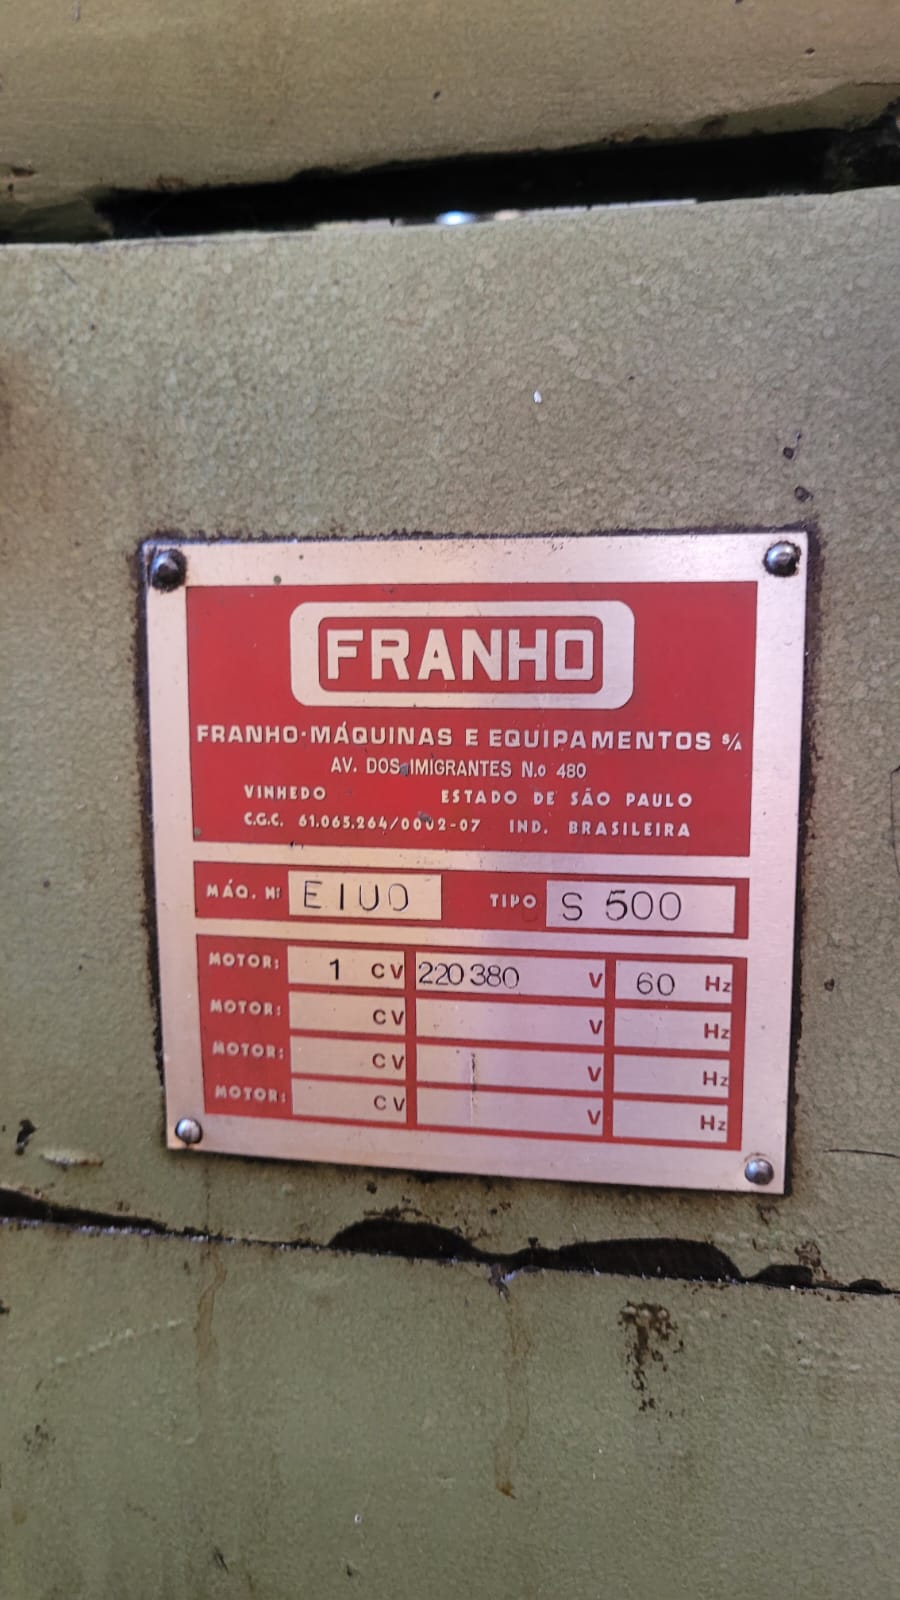 FRANHO
FRANHO-MÁQUINAS E EQUIPAMENTOS S/A
AV. DOS IMIGRANTES N.o 480
VINHEDO ESTADO DE SÃO PAULO
C.G.C. 61.065.264/0002-07 IND. BRASILEIRA
MÁQ. Nº TIPO S 500
MOTOR: 1 CV 220 380 V 60 Hz
MOTOR: CV V Hz
MOTOR: CV V Hz
MOTOR: CV V Hz